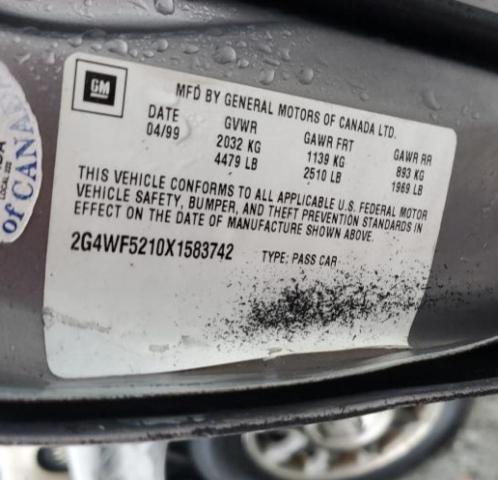 GM
MFD BY GENERAL MOTORS OF CANADA LTD.
DATE GVWR GAWR FRT GAWR RR
04/99 2032 KG 1139 KG 893 KG
4479 LB 2510 LB 1969 LB
THIS VEHICLE CONFORMS TO ALL APPLICABLE U.S. FEDERAL MOTOR
VEHICLE SAFETY, BUMPER, AND THEFT PREVENTION STANDARDS IN
EFFECT ON THE DATE OF MANUFACTURE SHOWN ABOVE.
2G4WF5210X1583742 TYPE: PASS CAR
of CANADA